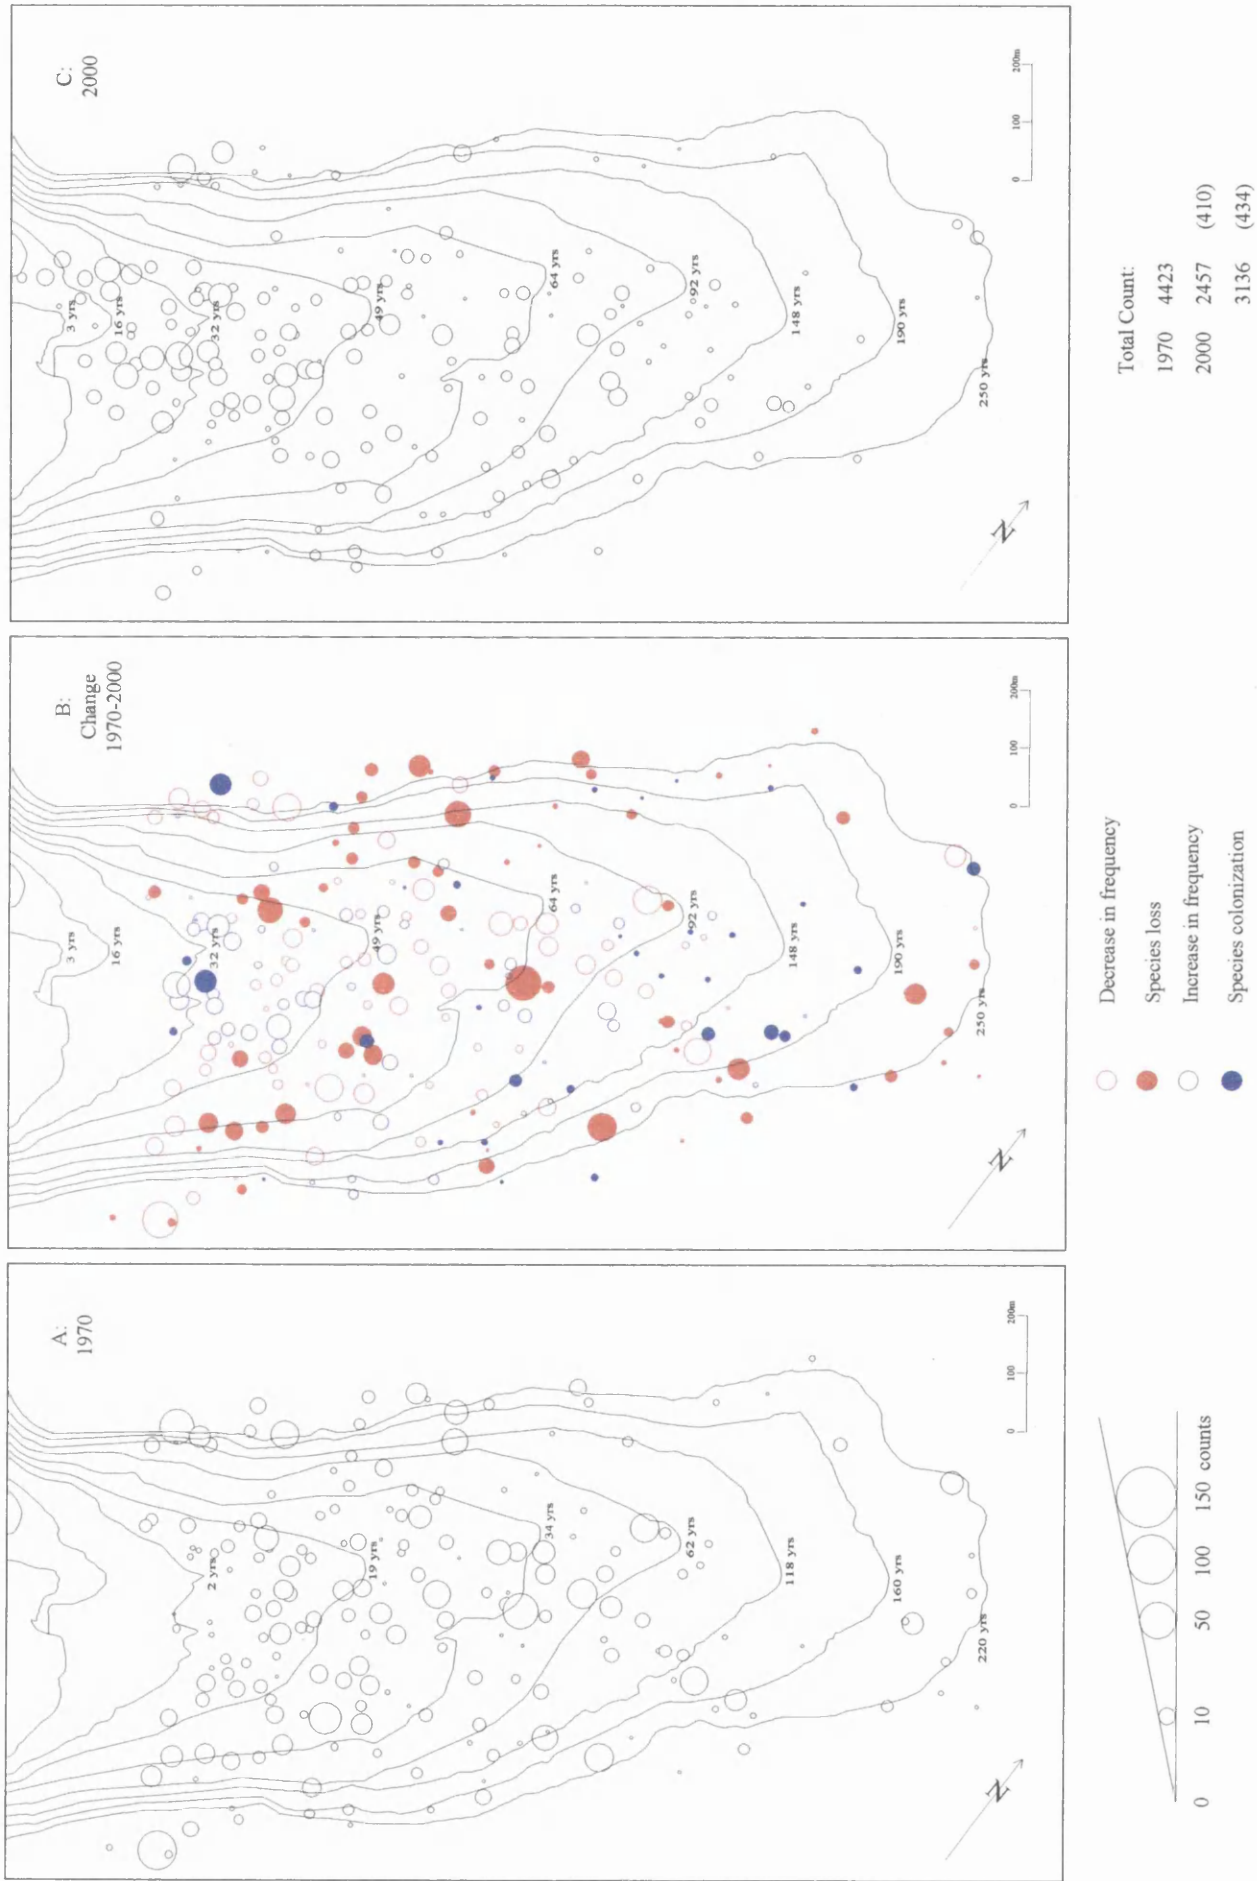 A:
1970
2 yrs
19 yrs
34 yrs
62 yrs
118 yrs
160 yrs
220 yrs
N
0 100 200m
B:
Change
1970-2000
3 yrs
16 yrs
32 yrs
49 yrs
64 yrs
92 yrs
148 yrs
190 yrs
250 yrs
N
0 100 200m
C:
2000
3 yrs
16 yrs
32 yrs
49 yrs
64 yrs
92 yrs
148 yrs
190 yrs
250 yrs
N
0 100 200m
0 10 50 100 150 counts
Decrease in frequency
Species loss
Increase in frequency
Species colonization
Total Count:
1970 4423
2000 2457 (410)
3136 (434)